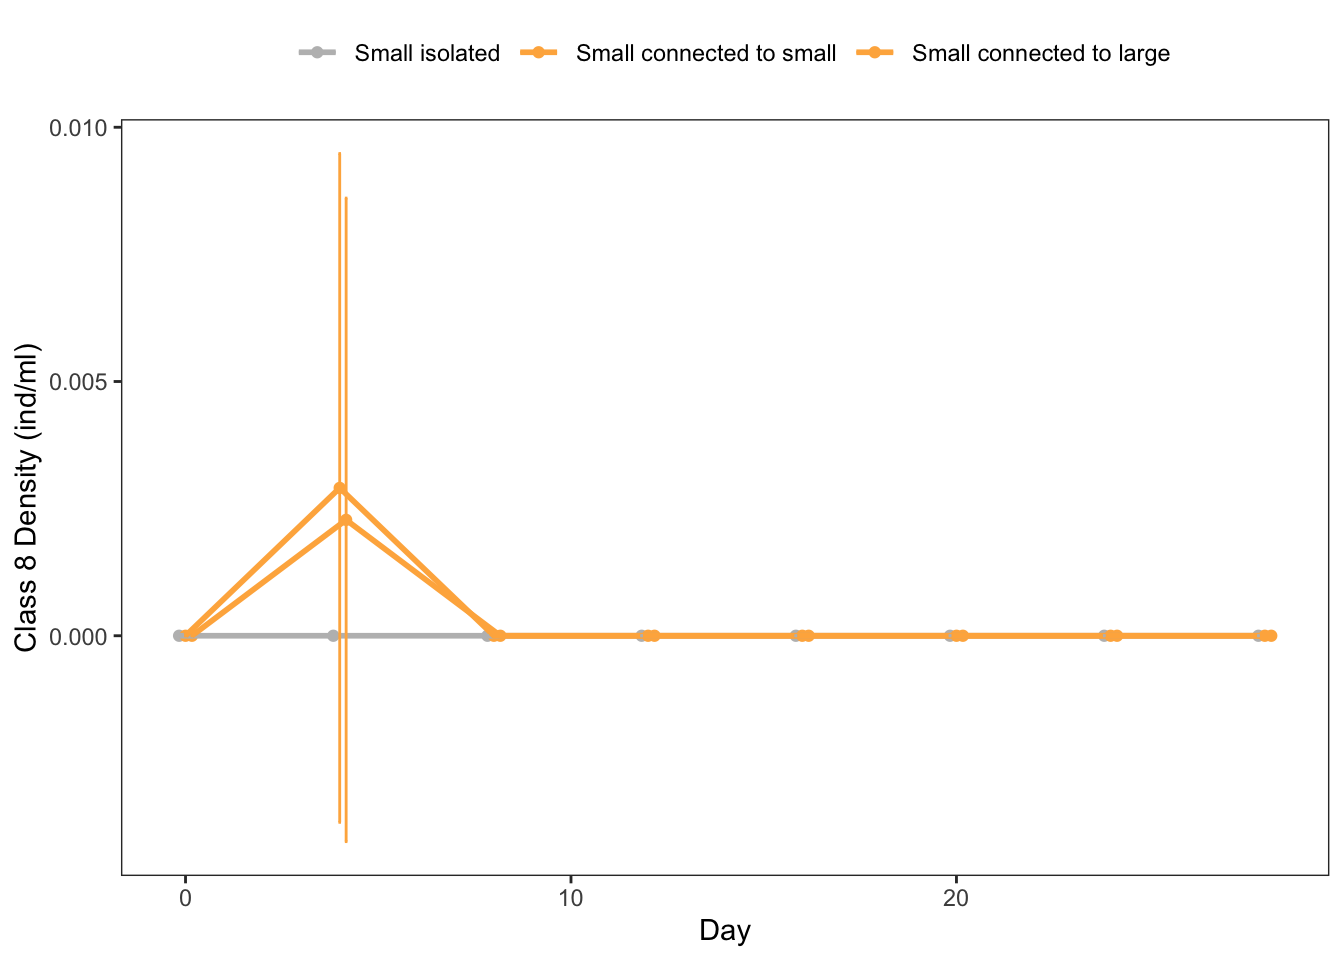 Small isolated Small connected to small Small connected to large
0.010
0.005
0.000
Class 8 Density (ind/ml)
0 10 20
Day